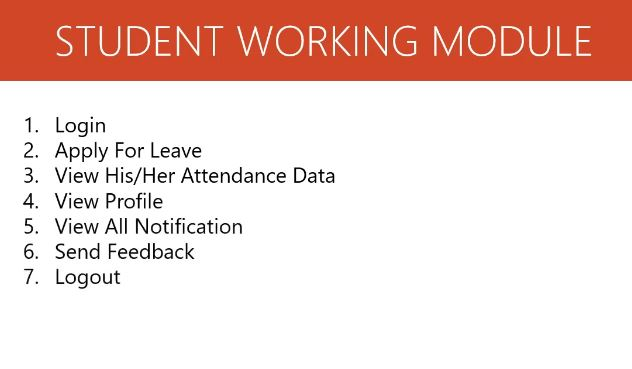 STUDENT WORKING MODULE
1. Login
2. Apply For Leave
3. View His/Her Attendance Data
4. View Profile
5. View All Notification
6. Send Feedback
7. Logout